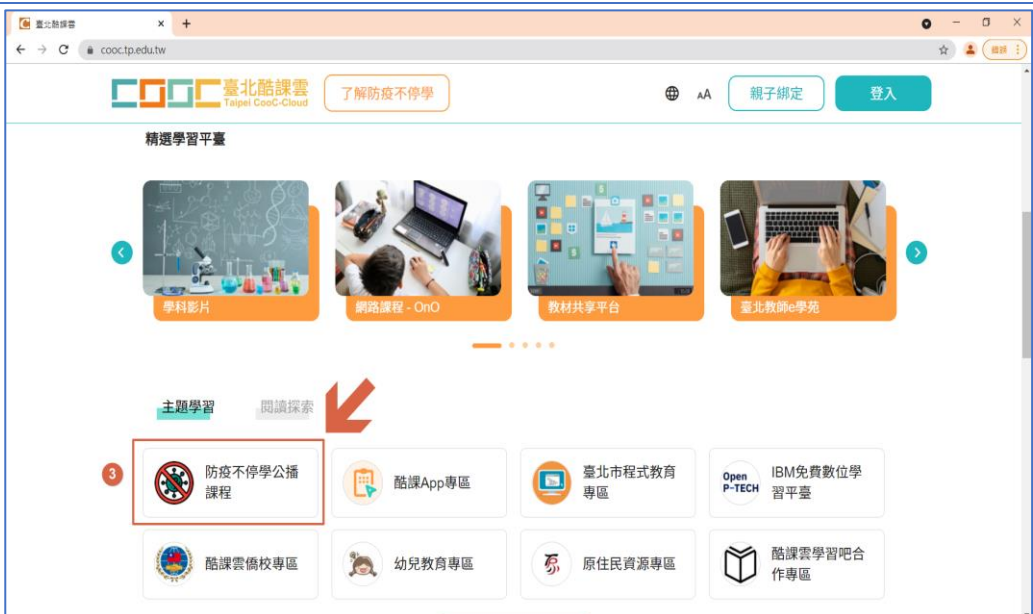 臺北酷課雲
cooc.tp.edu.tw
COOC 臺北酷課雲
Taipei CooC-Cloud
了解防疫不停學
AA
親子綁定
登入
精選學習平臺
學科影片
網路課程 - OnO
教材共享平台
臺北教師e學苑
主題學習
閱讀探索
3
防疫不停學公播
課程
酷課App專區
臺北市程式教育
專區
Open
P-TECH
IBM免費數位學
習平臺
酷課雲僑校專區
幼兒教育專區
原住民資源專區
酷課雲學習吧合
作專區